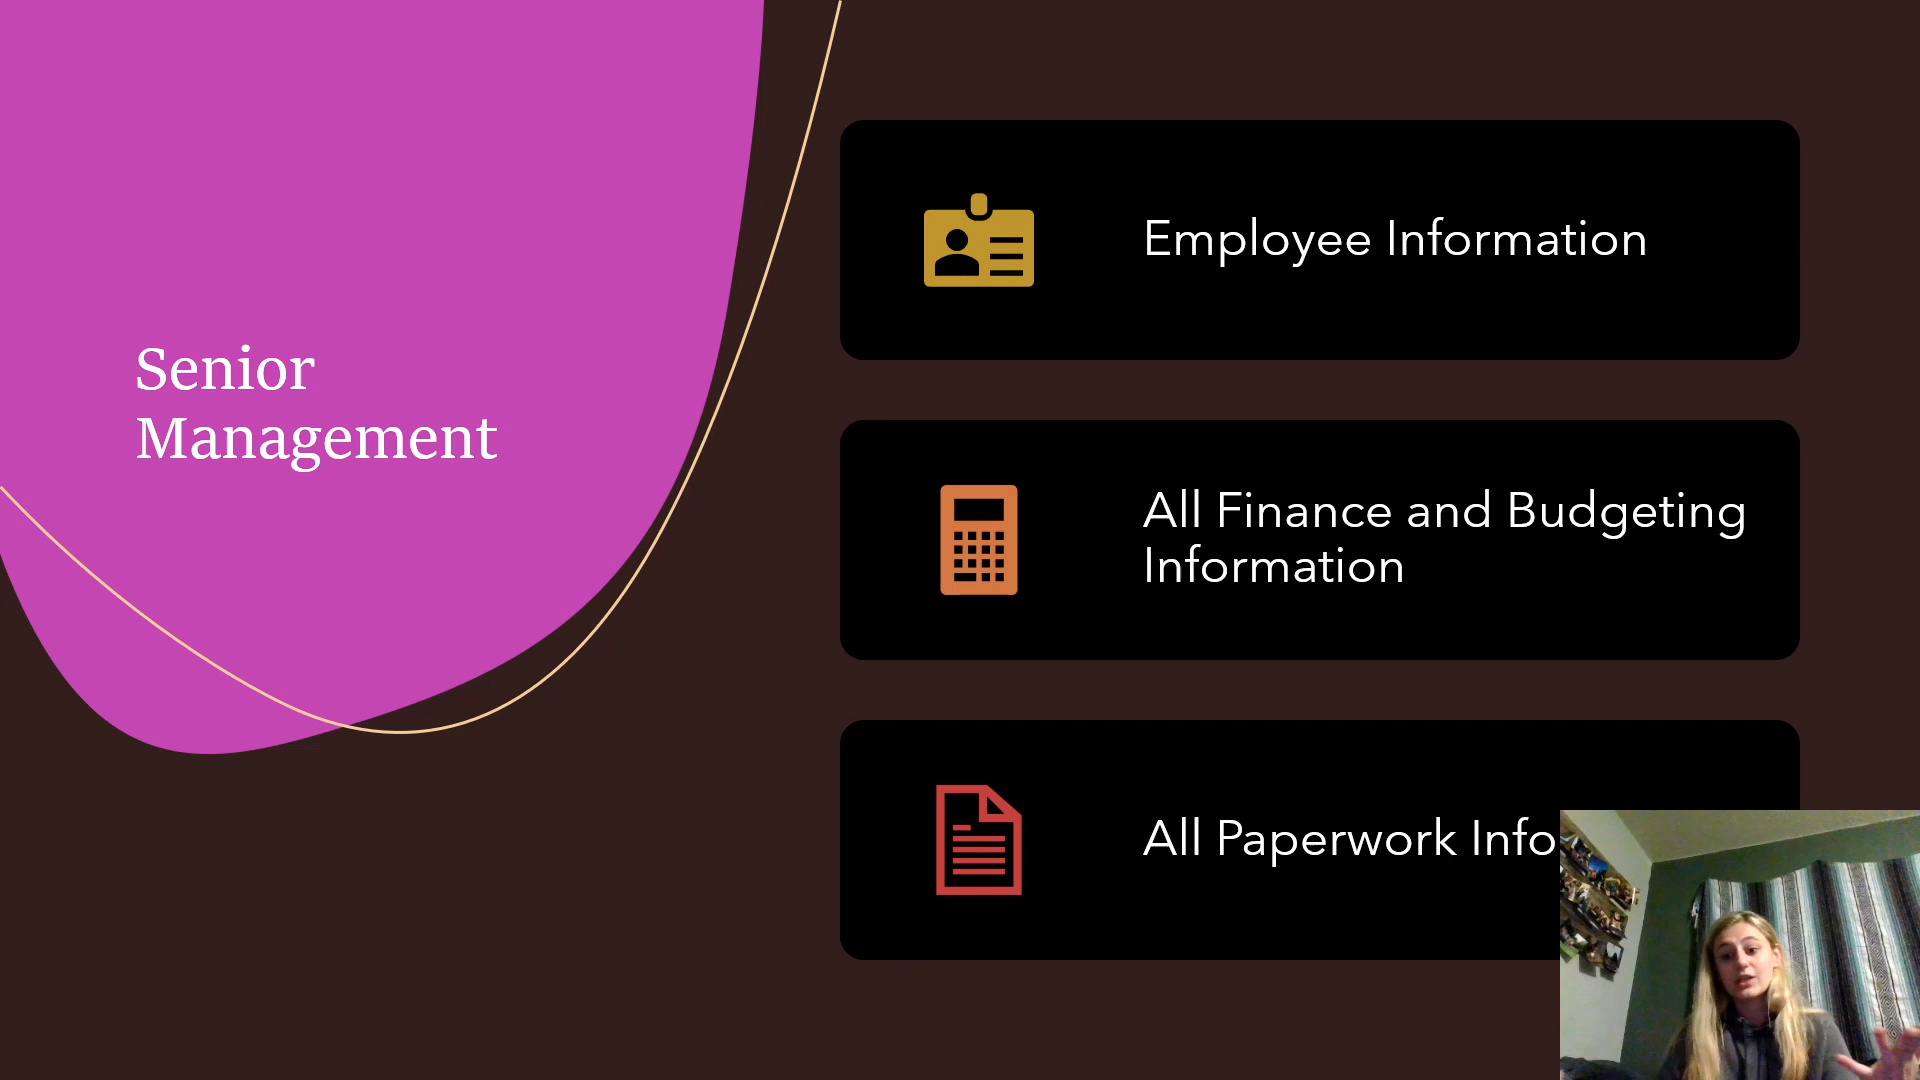 Senior
Management
Employee Information
All Finance and Budgeting
Information
All Paperwork Info